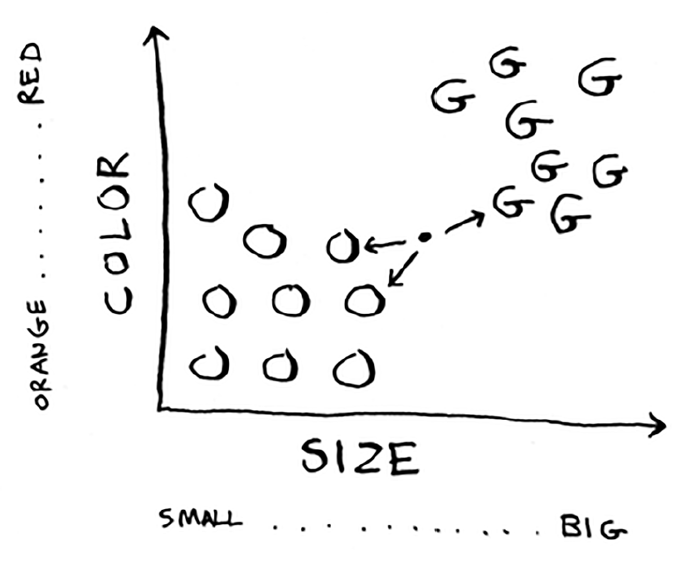 ORANGE ........ RED
COLOR
G
G G
G
G G
O G G
O O
O O O
O O O
SIZE
SMALL ............ BIG